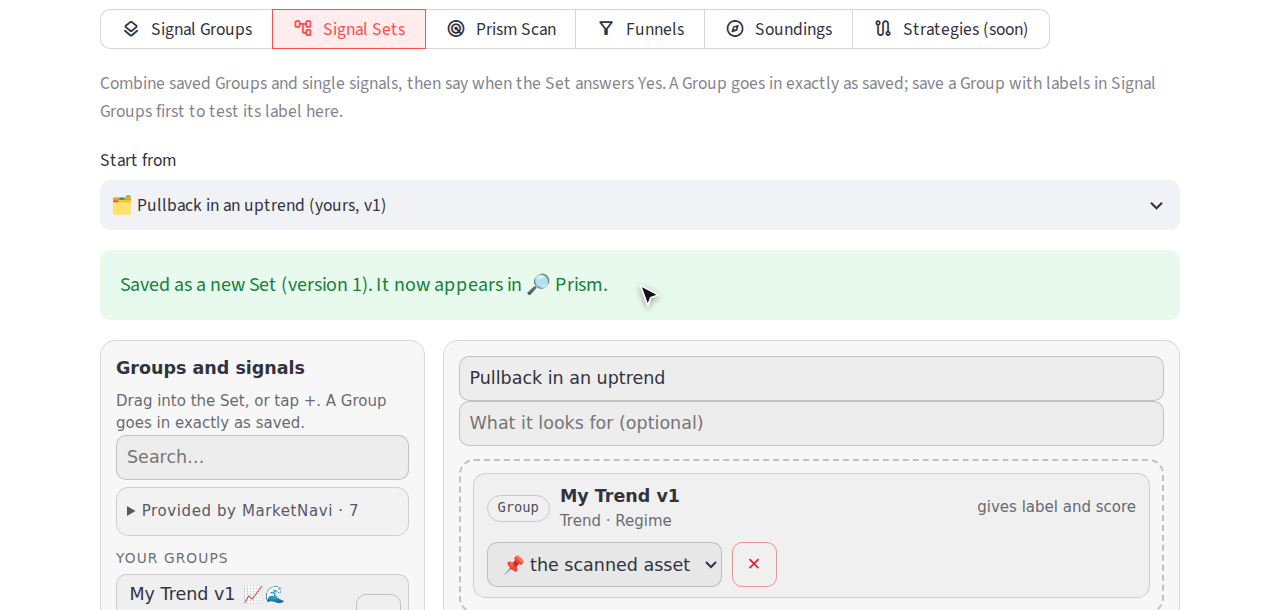 Signal Groups
Signal Sets
Prism Scan
Funnels
Soundings
Strategies (soon)
Combine saved Groups and single signals, then say when the Set answers Yes. A Group goes in exactly as saved; save a Group with labels in Signal
Groups first to test its label here.
Start from
🗂️ Pullback in an uptrend (yours, v1)
Saved as a new Set (version 1). It now appears in 🔎 Prism.
Groups and signals
Drag into the Set, or tap +. A Group
goes in exactly as saved.
Search...
▶ Provided by MarketNavi · 7
YOUR GROUPS
My Trend v1 📈🌊
Pullback in an uptrend
What it looks for (optional)
Group
My Trend v1
Trend · Regime
gives label and score
📌 the scanned asset
✕